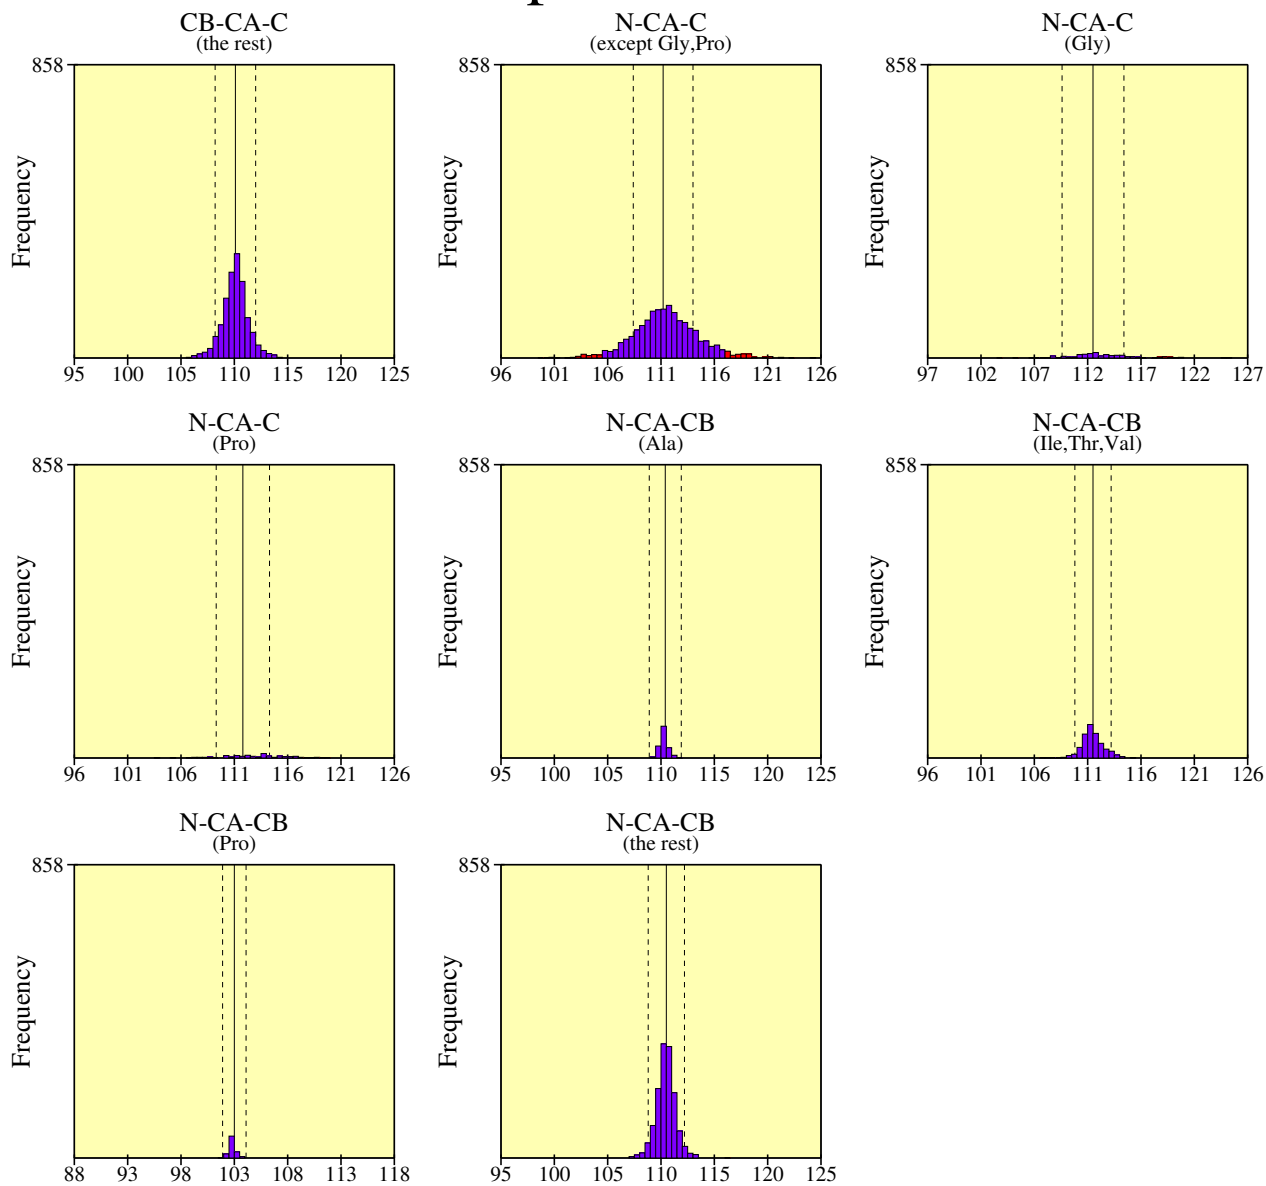 CB-CA-C
(the rest)
858
Frequency
95 100 105 110 115 120 125
N-CA-C
(except Gly,Pro)
858
Frequency
96 101 106 111 116 121 126
N-CA-C
(Gly)
858
Frequency
97 102 107 112 117 122 127
N-CA-C
(Pro)
858
Frequency
96 101 106 111 116 121 126
N-CA-CB
(Ala)
858
Frequency
95 100 105 110 115 120 125
N-CA-CB
(Ile,Thr,Val)
858
Frequency
96 101 106 111 116 121 126
N-CA-CB
(Pro)
858
Frequency
88 93 98 103 108 113 118
N-CA-CB
(the rest)
858
Frequency
95 100 105 110 115 120 125